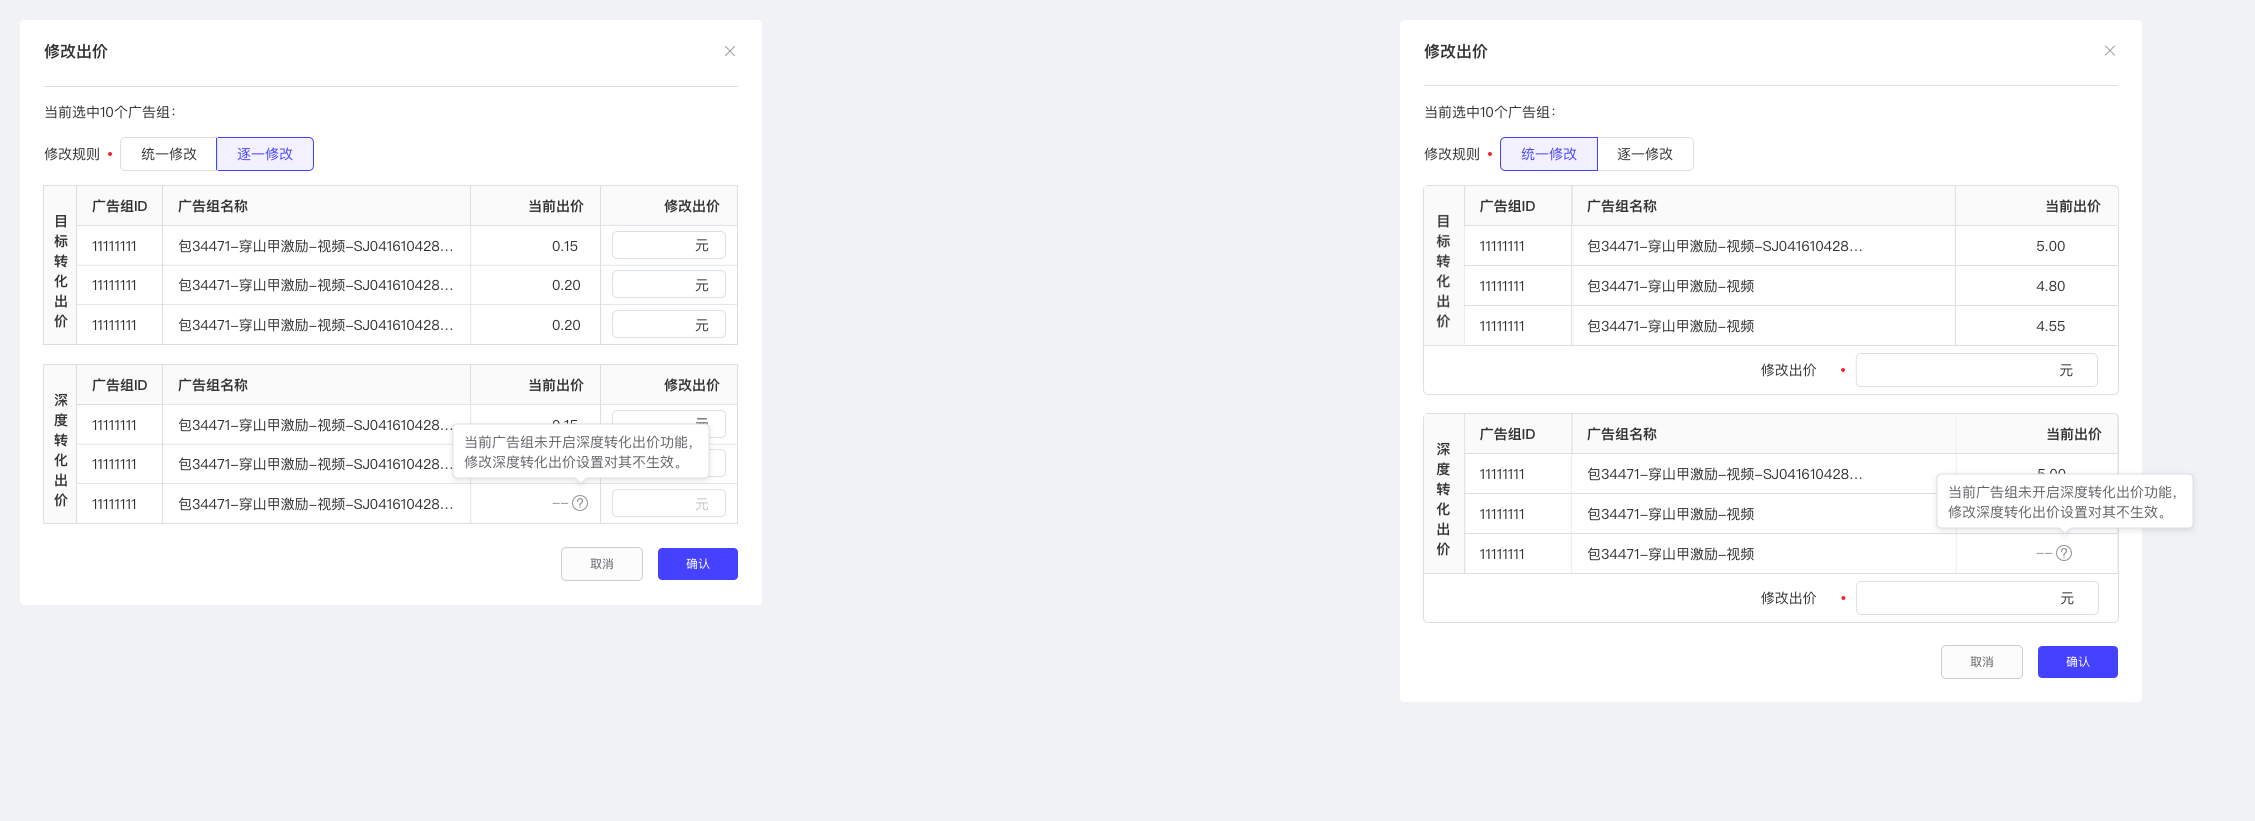 修改出价
当前选中10个广告组：
修改规则 • 统一修改 逐一修改
目标转化出价
广告组ID 广告组名称 当前出价 修改出价
11111111 包34471-穿山甲激励-视频-SJ041610428... 0.15 元
11111111 包34471-穿山甲激励-视频-SJ041610428... 0.20 元
11111111 包34471-穿山甲激励-视频-SJ041610428... 0.20 元
深度转化出价
广告组ID 广告组名称 当前出价 修改出价
11111111 包34471-穿山甲激励-视频-SJ041610428...
当前广告组未开启深度转化出价功能，
修改深度转化出价设置对其不生效。
11111111 包34471-穿山甲激励-视频-SJ041610428...
11111111 包34471-穿山甲激励-视频-SJ041610428... -- ? 元
取消 确认
修改出价
当前选中10个广告组：
修改规则 • 统一修改 逐一修改
目标转化出价
广告组ID 广告组名称 当前出价
11111111 包34471-穿山甲激励-视频-SJ041610428... 5.00
11111111 包34471-穿山甲激励-视频 4.80
11111111 包34471-穿山甲激励-视频 4.55
修改出价 • 元
深度转化出价
广告组ID 广告组名称 当前出价
11111111 包34471-穿山甲激励-视频-SJ041610428...
当前广告组未开启深度转化出价功能，
修改深度转化出价设置对其不生效。
11111111 包34471-穿山甲激励-视频
11111111 包34471-穿山甲激励-视频 -- ?
修改出价 • 元
取消 确认